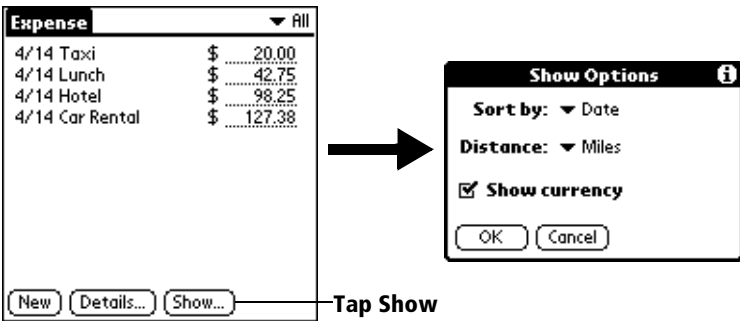 Expense All
4/14 Taxi $ 20.00
4/14 Lunch $ 42.75
4/14 Hotel $ 98.25
4/14 Car Rental $ 127.38
New Details... Show...
Tap Show
Show Options i
Sort by: Date
Distance: Miles
Show currency
OK Cancel